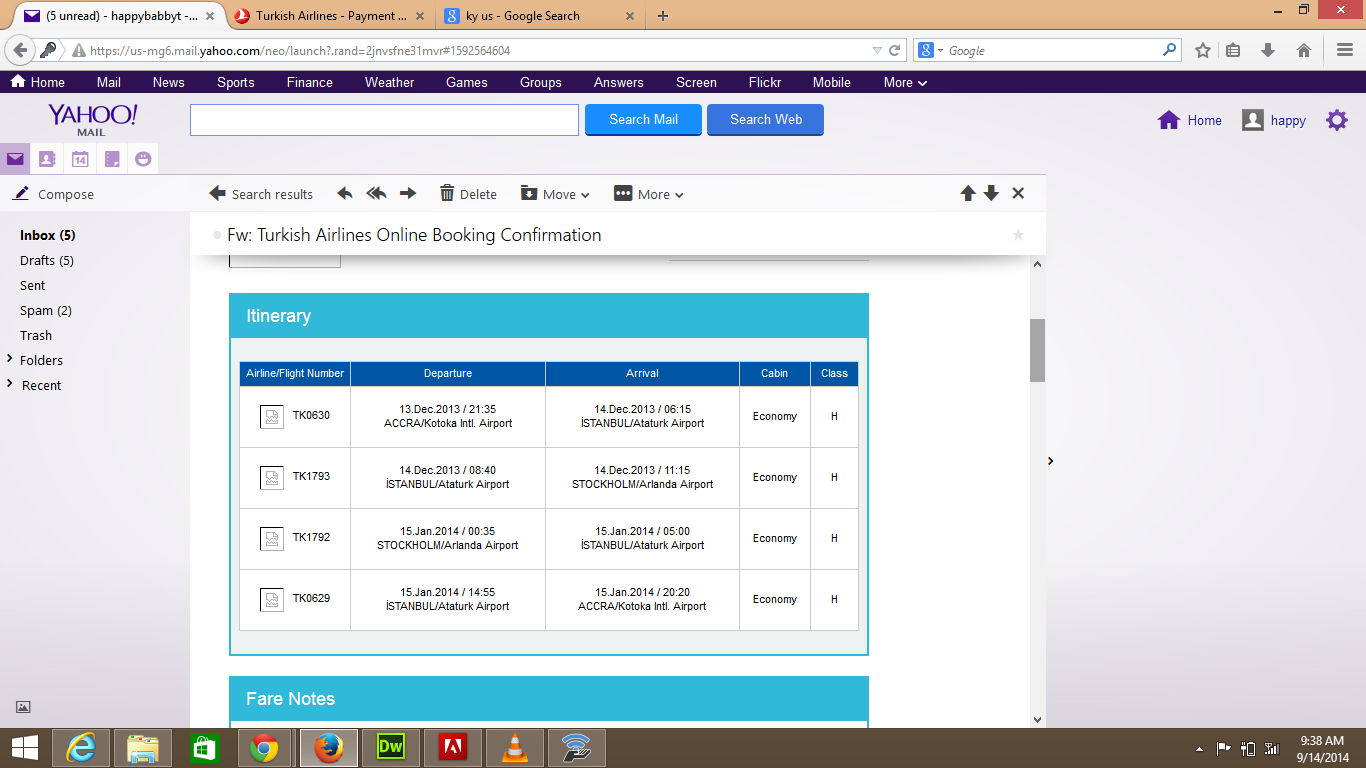 (5 unread) - happybabbyt -...
Turkish Airlines - Payment ...
ky us - Google Search
https://us-mg6.mail.yahoo.com/neo/launch?.rand=2jnvsfne31mvr#1592564604
Google
Home Mail News Sports Finance Weather Games Groups Answers Screen Flickr Mobile More
YAHOO!
MAIL
Search Mail
Search Web
Home
happy
14
Compose
Search results
Delete
Move
More
Inbox (5)
Drafts (5)
Sent
Spam (2)
Trash
Folders
Recent
Fw: Turkish Airlines Online Booking Confirmation
Itinerary
Airline/Flight Number Departure Arrival Cabin Class
TK0630 13.Dec.2013 / 21:35 14.Dec.2013 / 06:15 Economy H
ACCRA/Kotoka Intl. Airport İSTANBUL/Ataturk Airport
TK1793 14.Dec.2013 / 08:40 14.Dec.2013 / 11:15 Economy H
İSTANBUL/Ataturk Airport STOCKHOLM/Arlanda Airport
TK1792 15.Jan.2014 / 00:35 15.Jan.2014 / 05:00 Economy H
STOCKHOLM/Arlanda Airport İSTANBUL/Ataturk Airport
TK0629 15.Jan.2014 / 14:55 15.Jan.2014 / 20:20 Economy H
İSTANBUL/Ataturk Airport ACCRA/Kotoka Intl. Airport
Fare Notes
Dw
9:38 AM
9/14/2014